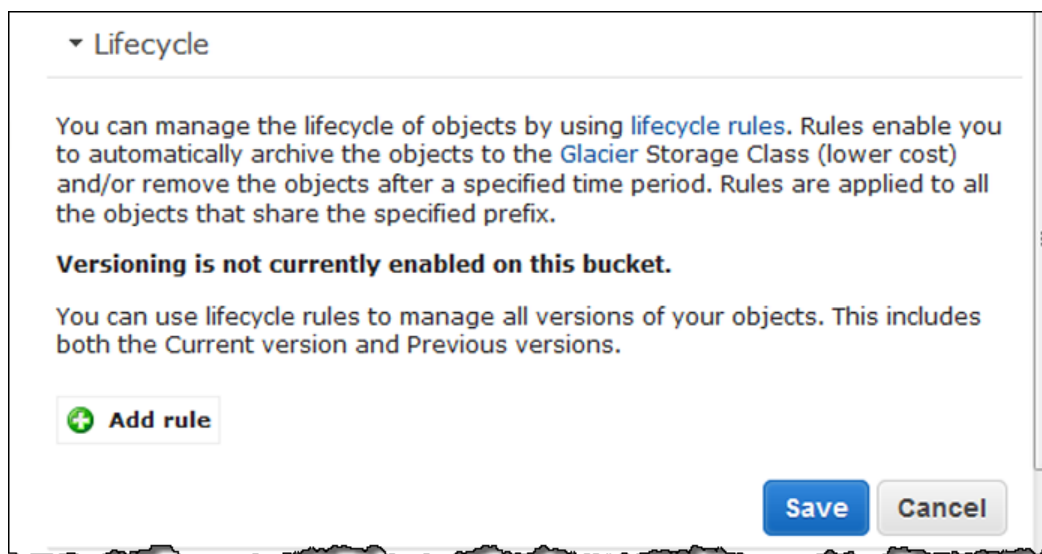 Lifecycle
You can manage the lifecycle of objects by using lifecycle rules. Rules enable you
to automatically archive the objects to the Glacier Storage Class (lower cost)
and/or remove the objects after a specified time period. Rules are applied to all
the objects that share the specified prefix.
Versioning is not currently enabled on this bucket.
You can use lifecycle rules to manage all versions of your objects. This includes
both the Current version and Previous versions.
Add rule
Save Cancel